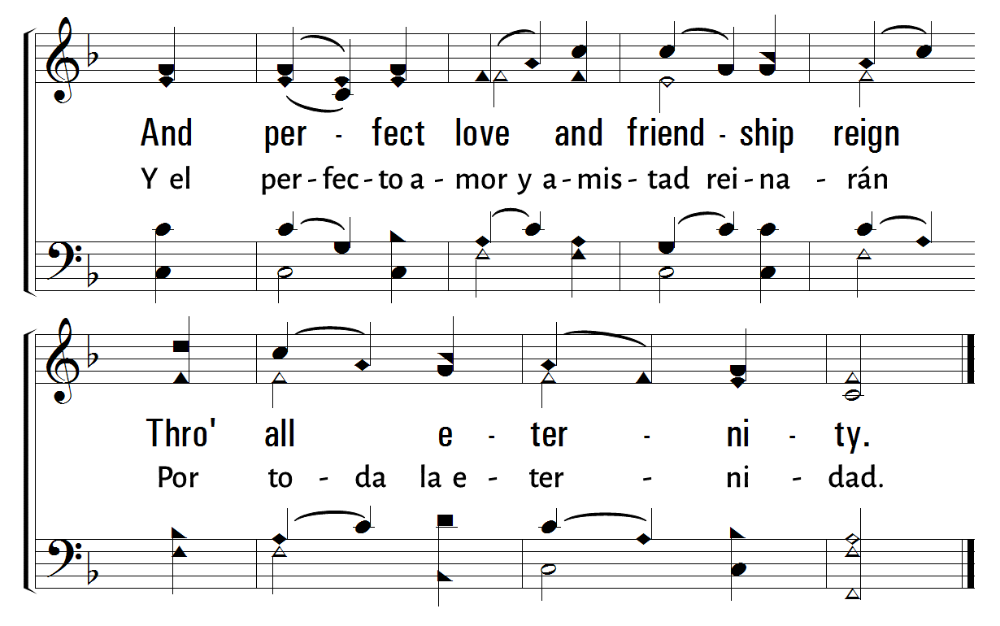 And per - fect love and friend - ship reign
Y el per - fec - to a - mor y a - mis - tad rei - na - rán
Thro' all e - ter - ni - ty.
Por to - da la e - ter - ni - dad.